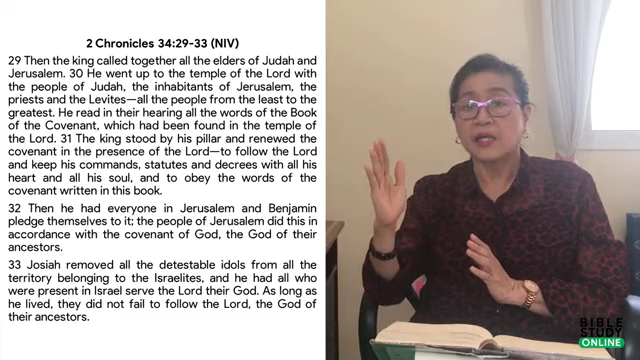 2 Chronicles 34:29-33 (NIV)
29 Then the king called together all the elders of Judah and
Jerusalem. 30 He went up to the temple of the Lord with
the people of Judah, the inhabitants of Jerusalem, the
priests and the Levites—all the people from the least to the
greatest. He read in their hearing all the words of the Book
of the Covenant, which had been found in the temple of
the Lord. 31 The king stood by his pillar and renewed the
covenant in the presence of the Lord—to follow the Lord
and keep his commands, statutes and decrees with all his
heart and all his soul, and to obey the words of the
covenant written in this book.
32 Then he had everyone in Jerusalem and Benjamin
pledge themselves to it; the people of Jerusalem did this in
accordance with the covenant of God, the God of their
ancestors.
33 Josiah removed all the detestable idols from all the
territory belonging to the Israelites, and he had all who
were present in Israel serve the Lord their God. As long as
he lived, they did not fail to follow the Lord, the God of
their ancestors.
BIBLE
STUDY
ONLINE